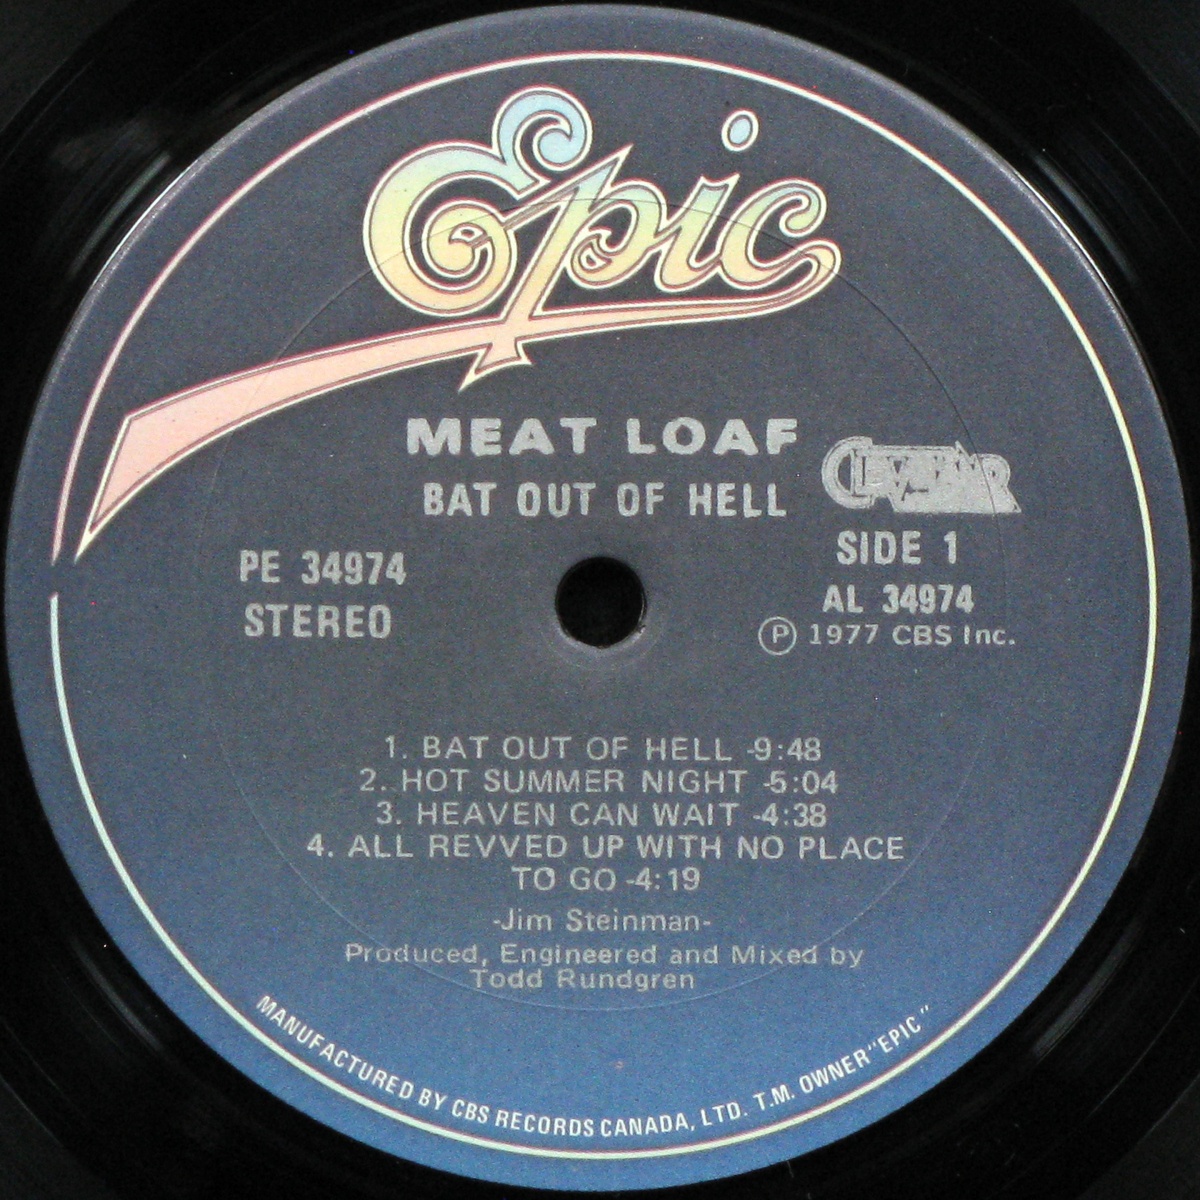 Epic
MEAT LOAF
BAT OUT OF HELL
PE 34974
STEREO
SIDE 1
AL 34974
Ⓟ 1977 CBS Inc.
1. BAT OUT OF HELL -9:48
2. HOT SUMMER NIGHT -5:04
3. HEAVEN CAN WAIT -4:38
4. ALL REVVED UP WITH NO PLACE
TO GO -4:19
-Jim Steinman-
Produced, Engineered and Mixed by
Todd Rundgren
MANUFACTURED BY CBS RECORDS CANADA, LTD. T.M. OWNER "EPIC"